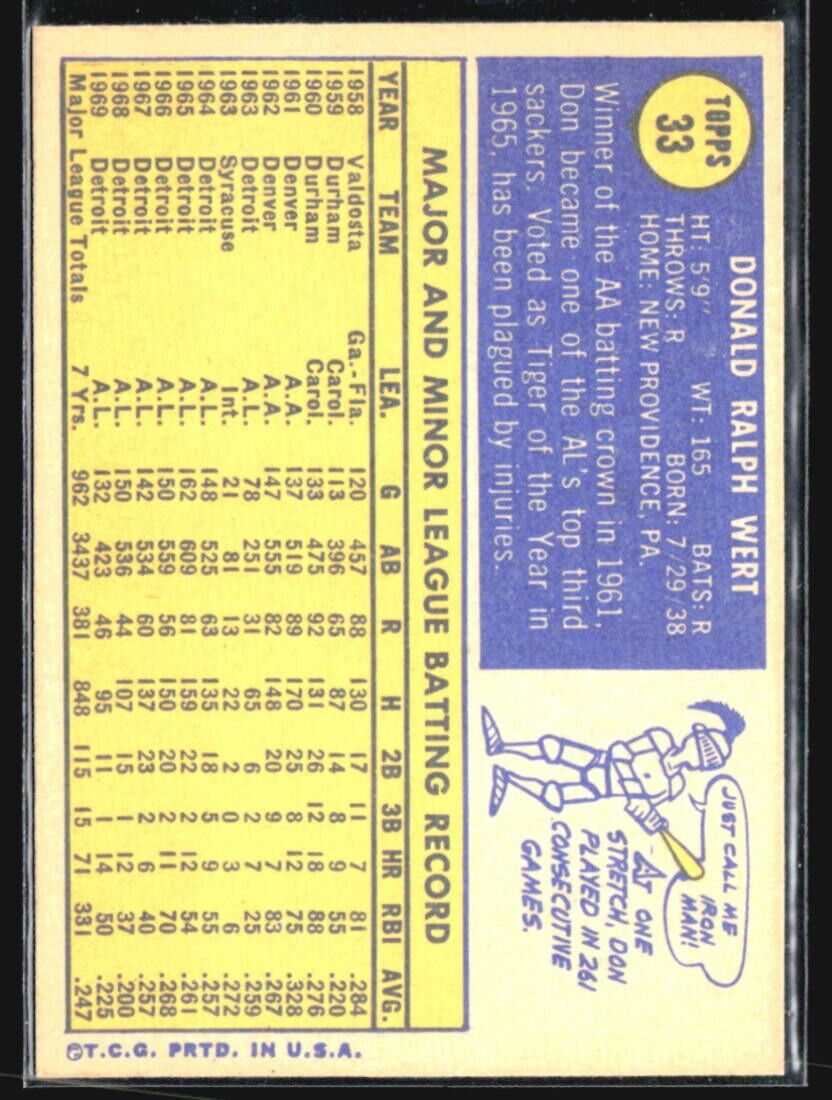 TOPPS
33
DONALD RALPH WERT
HT: 5'9" WT: 165 BATS: R
THROWS: R BORN: 7/29/38
HOME: NEW PROVIDENCE, PA.
Winner of the AA batting crown in 1961,
Don became one of the AL's top third
sackers. Voted as Tiger of the Year in
1965, has been plagued by injuries.
JUST CALL ME
IRON
MAN!
AT ONE
STRETCH, DON
PLAYED IN 261
CONSECUTIVE
GAMES.
MAJOR AND MINOR LEAGUE BATTING RECORD
YEAR TEAM LEA. G AB R H 2B 3B HR RBI AVG.
1958 Valdosta Ga.-Fla. 120 457 88 130 17 11 7 81 .284
1959 Durham Carol. 113 396 65 87 14 8 9 55 .220
1960 Durham Carol. 133 475 92 131 26 12 18 88 .276
1961 Denver A.A. 137 519 89 170 25 8 12 75 .328
1962 Denver A.A. 147 555 82 148 20 9 7 83 .267
1963 Detroit A.L. 78 251 31 65 6 2 7 25 .259
1963 Syracuse Int. 21 81 13 22 2 0 3 6 .272
1964 Detroit A.L. 148 525 63 135 18 5 9 55 .257
1965 Detroit A.L. 162 609 81 159 22 2 12 54 .261
1966 Detroit A.L. 150 559 56 150 20 2 11 70 .268
1967 Detroit A.L. 142 534 60 137 23 2 6 40 .257
1968 Detroit A.L. 150 536 44 107 15 1 12 37 .200
1969 Detroit A.L. 132 423 46 95 11 1 14 50 .225
Major League Totals 7 Yrs. 962 3437 381 848 115 15 71 331 .247
©T.C.G. PRTD. IN U.S.A.